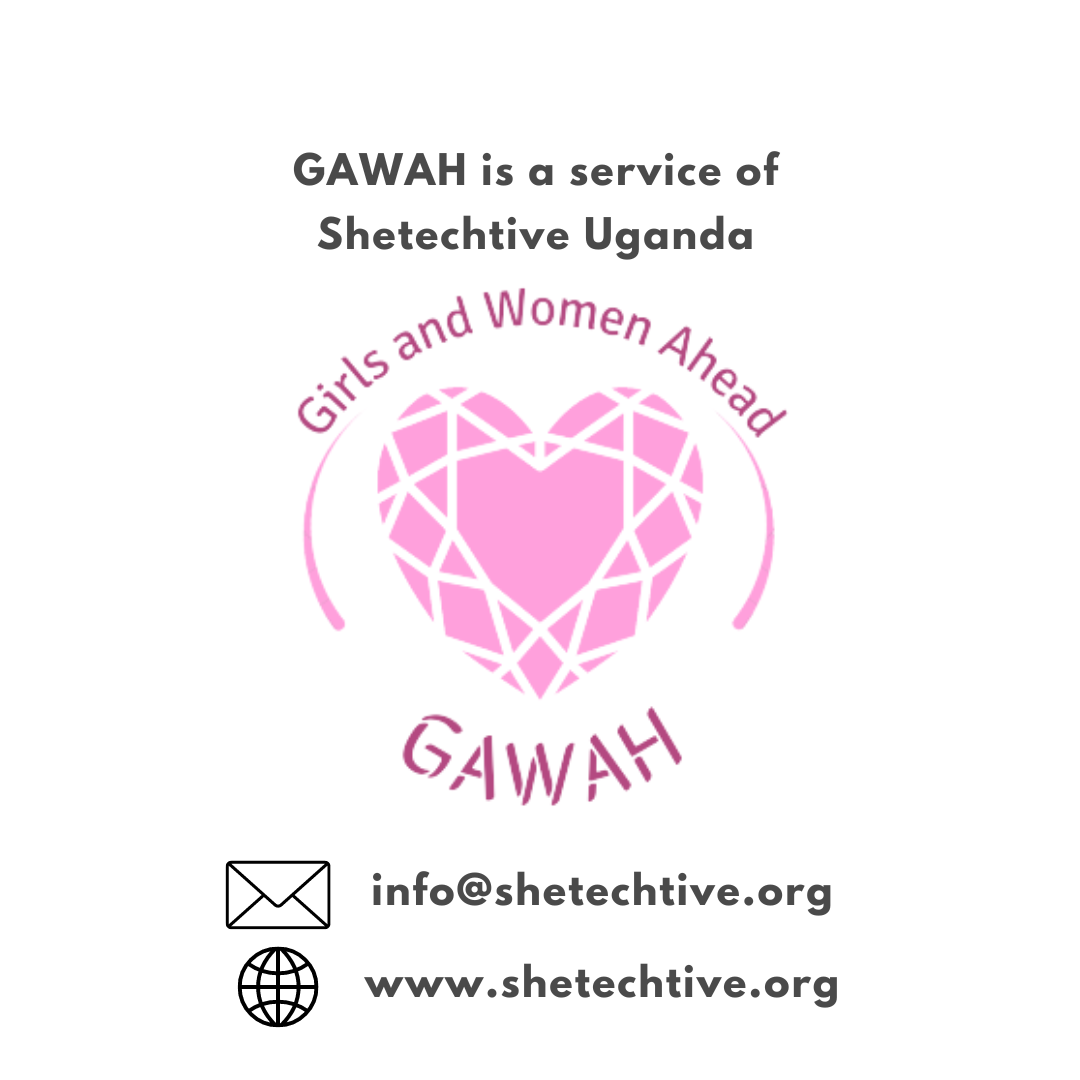 GAWAH is a service of
Shetechtive Uganda
Girls and Women Ahead
GAWAH
info@shetechtive.org
www.shetechtive.org